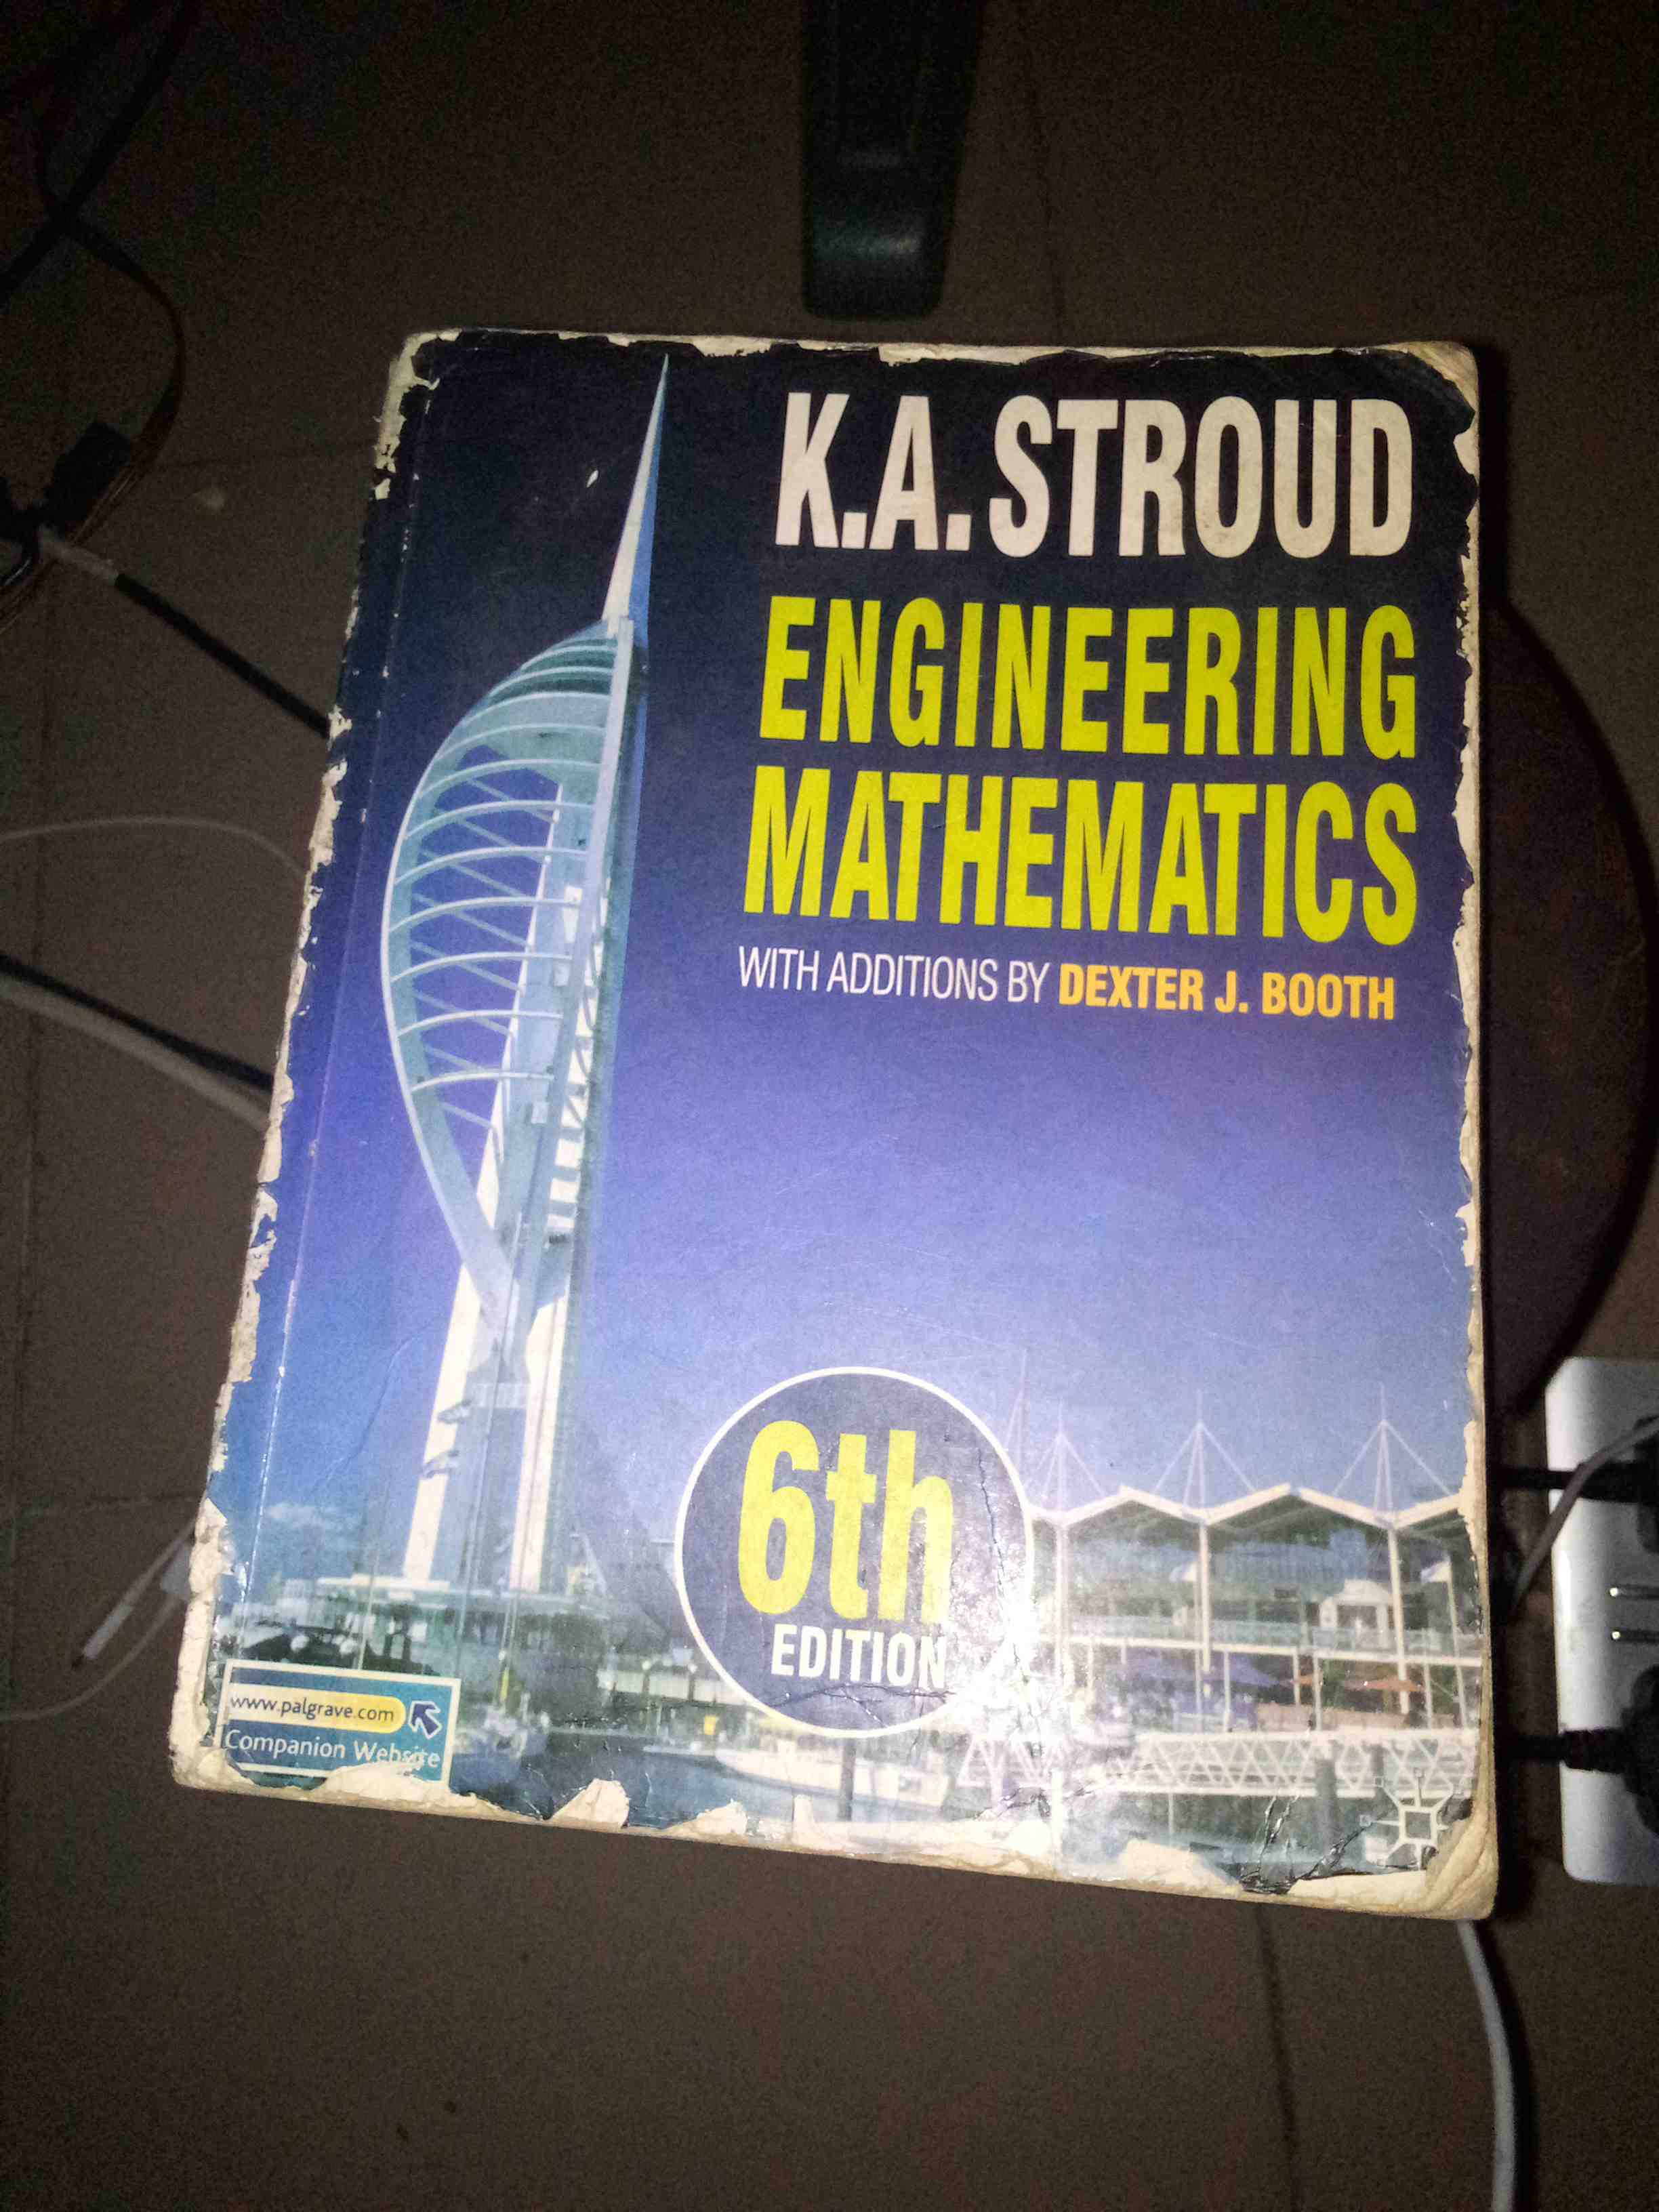 K.A. STROUD
ENGINEERING
MATHEMATICS
WITH ADDITIONS BY DEXTER J. BOOTH
6th
EDITION
www.palgrave.com
Companion Website